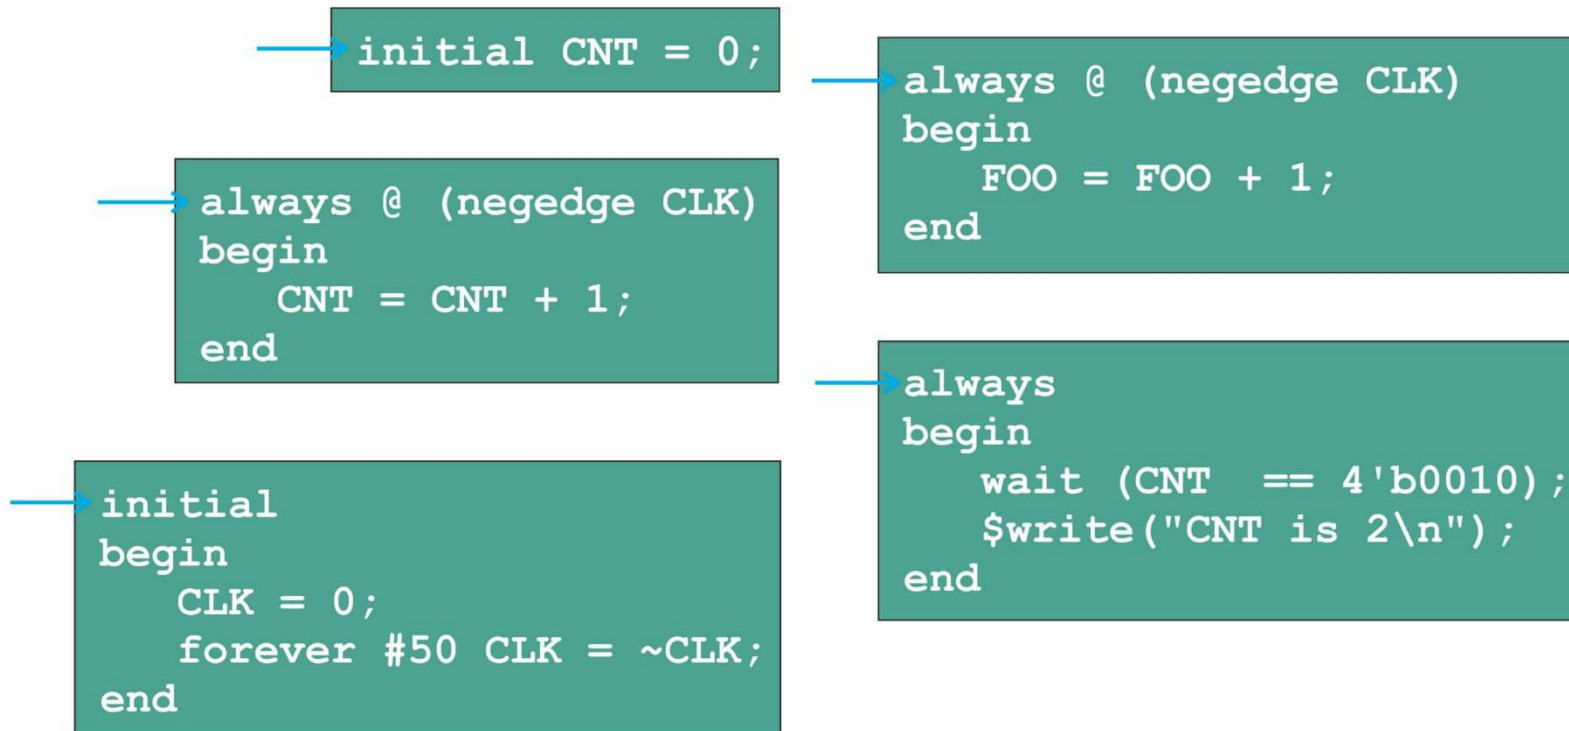 initial CNT = 0;
always @ (negedge CLK)
begin
CNT = CNT + 1;
end
initial
begin
CLK = 0;
forever #50 CLK = ~CLK;
end
always @ (negedge CLK)
begin
FOO = FOO + 1;
end
always
begin
wait (CNT  == 4'b0010);
$write("CNT is 2\n");
end